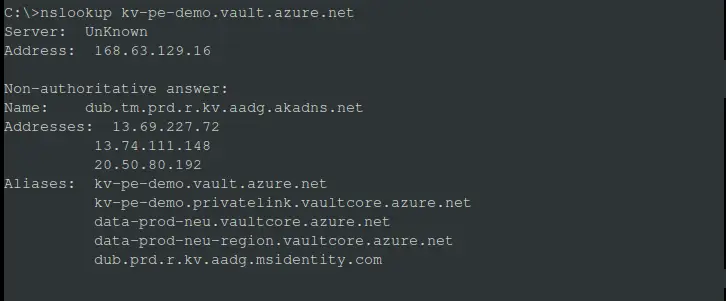 C:\>nslookup kv-pe-demo.vault.azure.net
Server:  UnKnown
Address:  168.63.129.16
Non-authoritative answer:
Name:    dub.tm.prd.r.kv.aadg.akadns.net
Addresses:  13.69.227.72
13.74.111.148
20.50.80.192
Aliases:  kv-pe-demo.vault.azure.net
kv-pe-demo.privatelink.vaultcore.azure.net
data-prod-neu.vaultcore.azure.net
data-prod-neu-region.vaultcore.azure.net
dub.prd.r.kv.aadg.msidentity.com